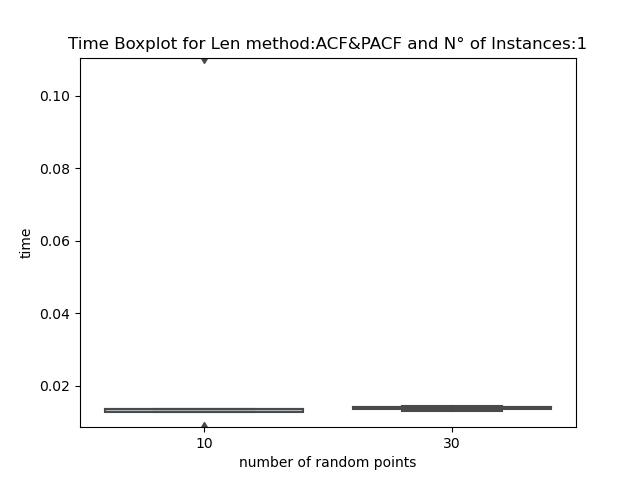 Time Boxplot for Len method:ACF&PACF and N° of Instances:1
0.10
0.08
0.06
0.04
0.02
time
10 30
number of random points